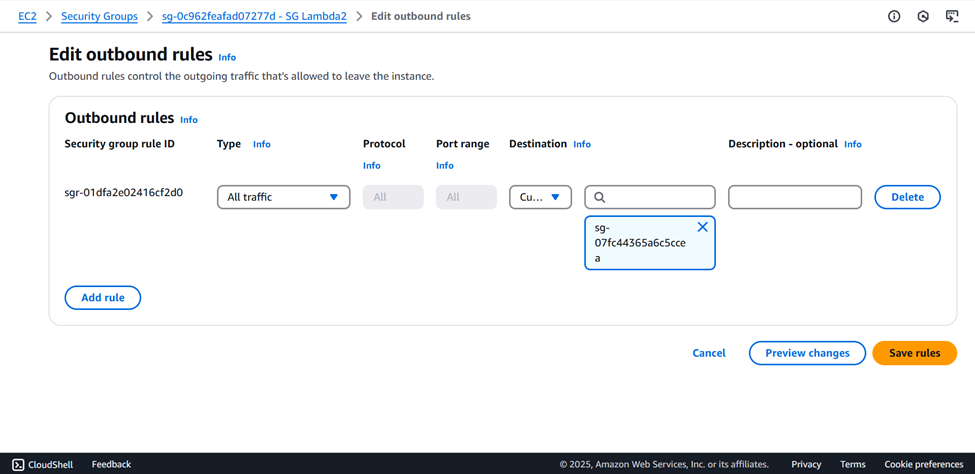 EC2 > Security Groups > sg-0c962feafad07277d - SG Lambda2 > Edit outbound rules
Edit outbound rules Info
Outbound rules control the outgoing traffic that's allowed to leave the instance.
Outbound rules Info
Security group rule ID Type Info Protocol Info Port range Info Destination Info Description - optional Info
sgr-01dfa2e02416cf2d0 All traffic All All Cu... Delete
sg-
07fc44365a6c5cce
a
Add rule
Cancel Preview changes Save rules
CloudShell Feedback © 2025, Amazon Web Services, Inc. or its affiliates. Privacy Terms Cookie preferences